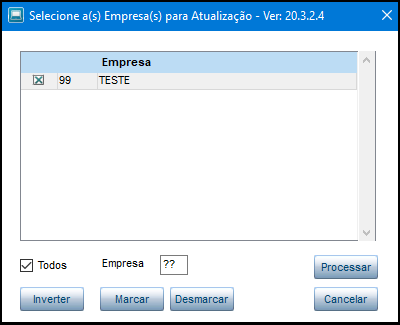 Selecione a(s) Empresa(s) para Atualização - Ver: 20.3.2.4
Empresa
99 TESTE
Todos Empresa ?? Processar
Inverter Marcar Desmarcar Cancelar